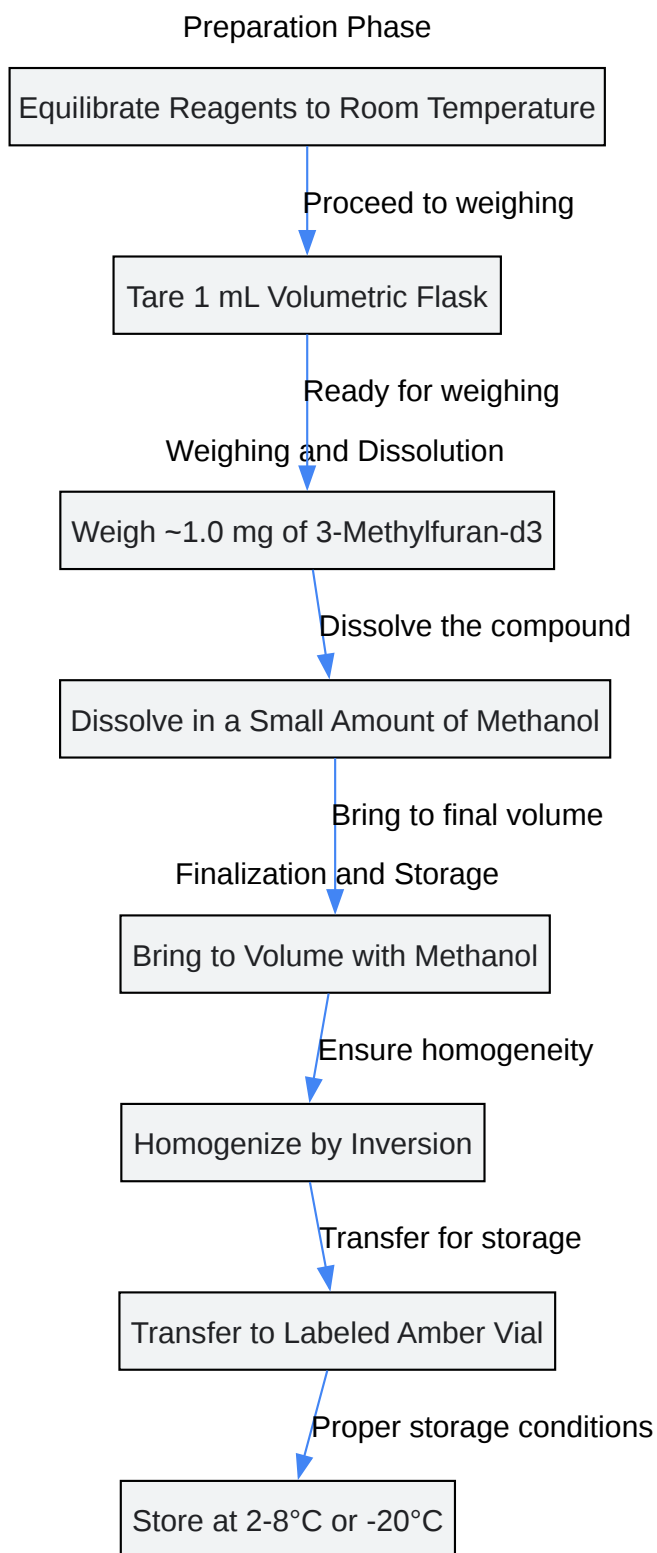 Preparation Phase
Equilibrate Reagents to Room Temperature
Proceed to weighing
Tare 1 mL Volumetric Flask
Ready for weighing
Weighing and Dissolution
Weigh ~1.0 mg of 3-Methylfuran-d3
Dissolve the compound
Dissolve in a Small Amount of Methanol
Bring to final volume
Finalization and Storage
Bring to Volume with Methanol
Ensure homogeneity
Homogenize by Inversion
Transfer for storage
Transfer to Labeled Amber Vial
Proper storage conditions
Store at 2-8°C or -20°C